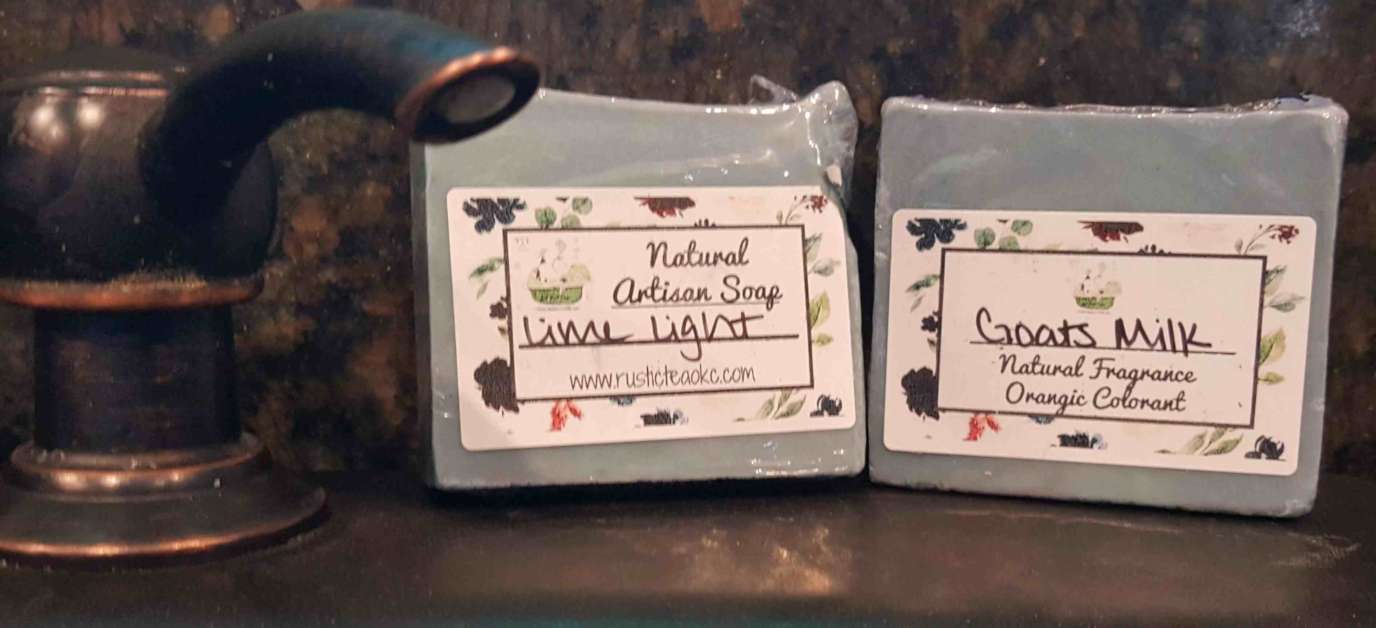 Natural
Artisan Soap
Lime Light
www.rusticteaokc.com
Goats Milk
Natural Fragrance
Orangic Colorant